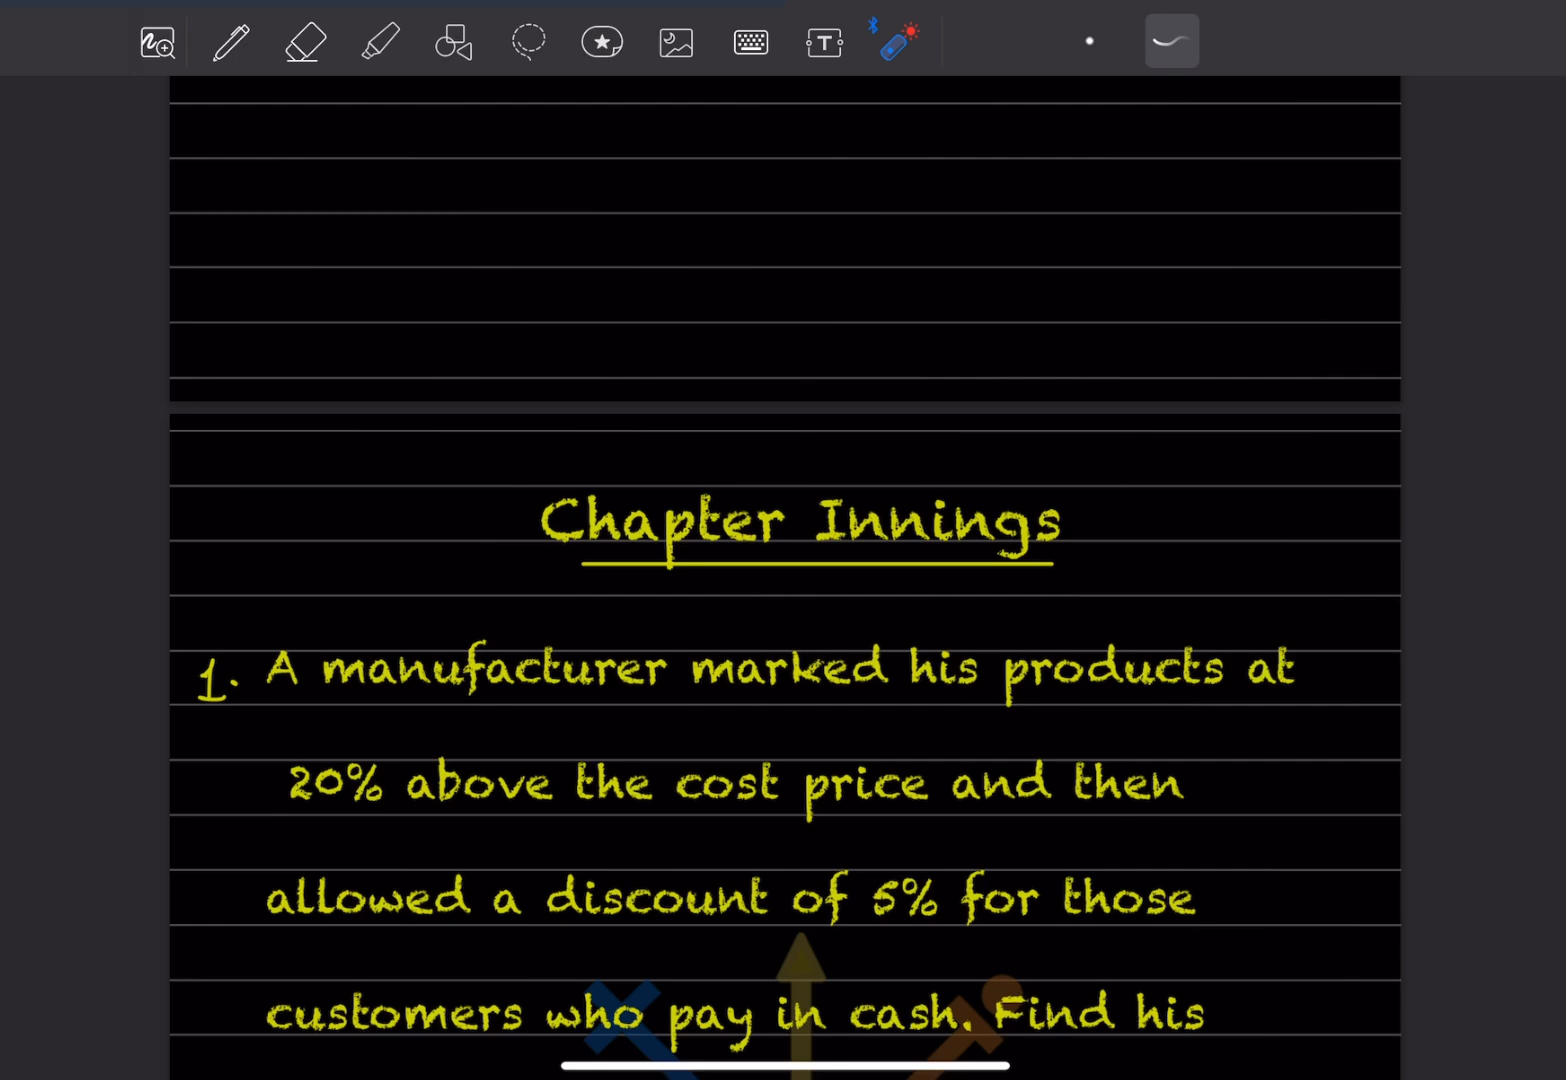 Chapter Innings
1. A manufacturer marked his products at
20% above the cost price and then
allowed a discount of 5% for those
customers who pay in cash. Find his